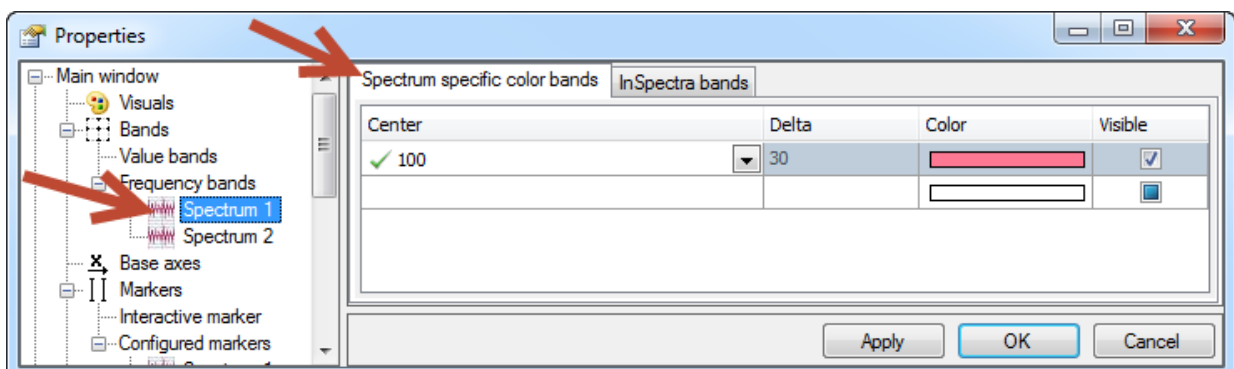 Properties
Main window
Visuals
Bands
Value bands
Frequency bands
Spectrum 1
Spectrum 2
Base axes
Markers
Interactive marker
Configured markers
Spectrum specific color bands InSpectra bands
Center Delta Color Visible
100 30
Apply OK Cancel